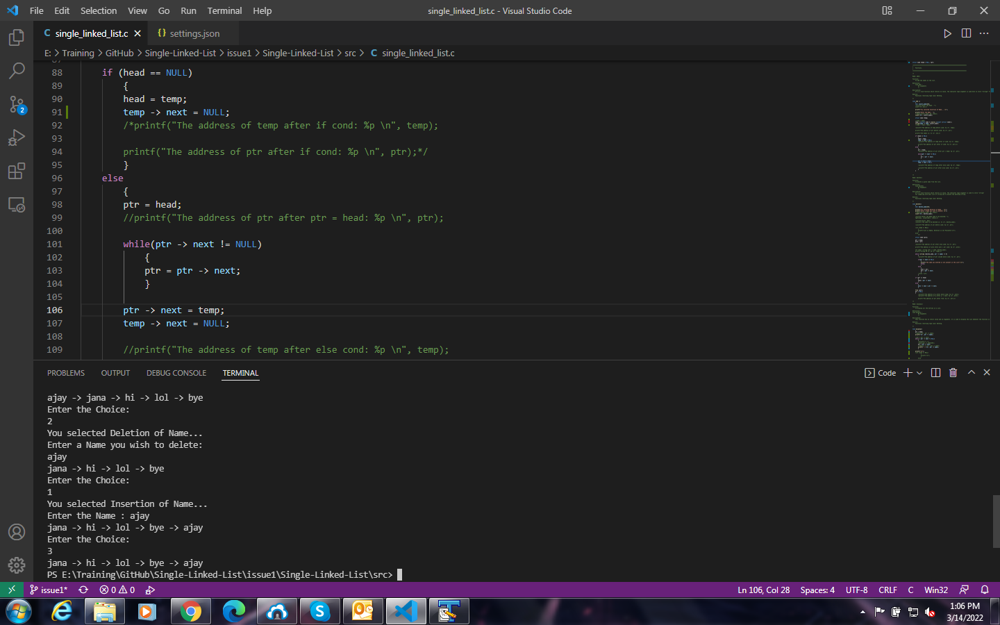 File Edit Selection View Go Run Terminal Help single_linked_list.c - Visual Studio Code
single_linked_list.c settings.json
E: > Training > GitHub > Single-Linked-List > issue1 > Single-Linked-List > src > C single_linked_list.c
88 if (head == NULL)
89 {
90 head = temp;
91 temp -> next = NULL;
92 /*printf("The address of temp after if cond: %p \n", temp);
93
94 printf("The address of ptr after if cond: %p \n", ptr);*/
95 }
96 else
97 {
98 ptr = head;
99 //printf("The address of ptr after ptr = head: %p \n", ptr);
100
101 while(ptr -> next != NULL)
102 {
103 ptr = ptr -> next;
104 }
105
106 ptr -> next = temp;
107 temp -> next = NULL;
108
109 //printf("The address of temp after else cond: %p \n", temp);
PROBLEMS OUTPUT DEBUG CONSOLE TERMINAL Code
ajay -> jana -> hi -> lol -> bye
Enter the Choice:
2
You selected Deletion of Name...
Enter a Name you wish to delete:
ajay
jana -> hi -> lol -> bye
Enter the Choice:
1
You selected Insertion of Name...
Enter the Name : ajay
jana -> hi -> lol -> bye -> ajay
Enter the Choice:
3
jana -> hi -> lol -> bye -> ajay
PS E:\Training\GitHub\Single-Linked-List\issue1\Single-Linked-List\src>
issue1* 0 0 Ln 106, Col 28 Spaces: 4 UTF-8 CRLF C Win32
1:06 PM
3/14/2022